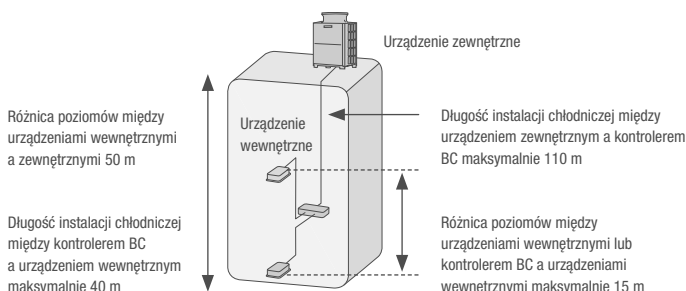 Urządzenie zewnętrzne
Różnica poziomów między
urządzeniami wewnętrznymi
a zewnętrznymi 50 m
Urządzenie
wewnętrzne
Długość instalacji chłodniczej między
urządzeniem zewnętrznym a kontrolerem
BC maksymalnie 110 m
Długość instalacji chłodniczej
między kontrolerem BC
a urządzeniem wewnętrznym
maksymalnie 40 m
Różnica poziomów między
urządzeniami wewnętrznymi lub
kontrolerem BC a urządzeniami
wewnętrznymi maksymalnie 15 m